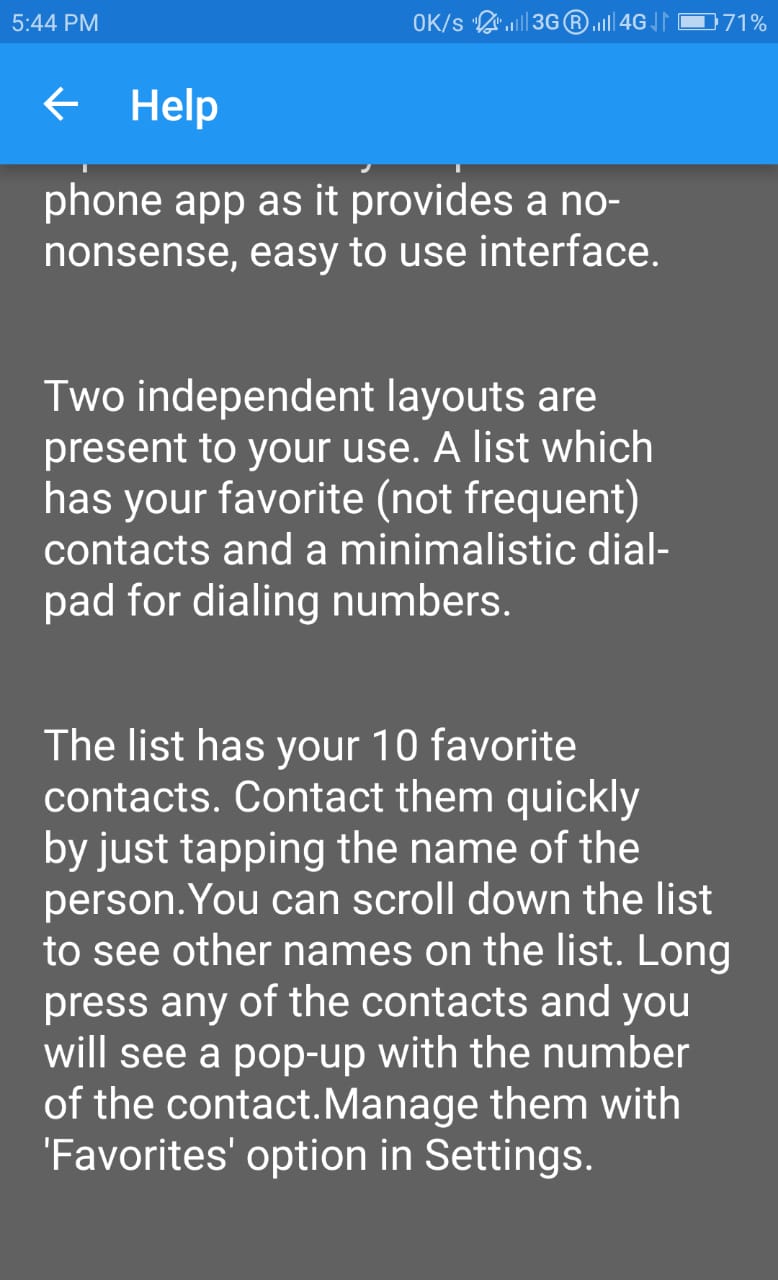 5:44 PM 0K/s 3G R 4G 71%
Help
phone app as it provides a no-
nonsense, easy to use interface.
Two independent layouts are
present to your use. A list which
has your favorite (not frequent)
contacts and a minimalistic dial-
pad for dialing numbers.
The list has your 10 favorite
contacts. Contact them quickly
by just tapping the name of the
person.You can scroll down the list
to see other names on the list. Long
press any of the contacts and you
will see a pop-up with the number
of the contact.Manage them with
'Favorites' option in Settings.